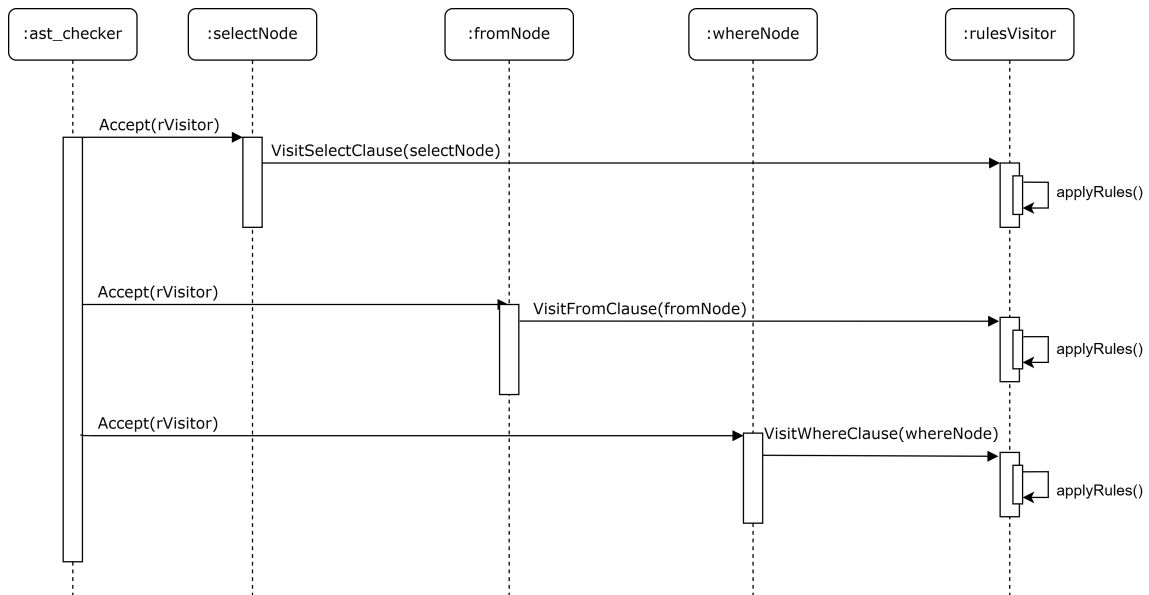 :ast_checker
:selectNode
:fromNode
:whereNode
:rulesVisitor
Accept(rVisitor)
VisitSelectClause(selectNode)
applyRules()
Accept(rVisitor)
VisitFromClause(fromNode)
applyRules()
Accept(rVisitor)
VisitWhereClause(whereNode)
applyRules()